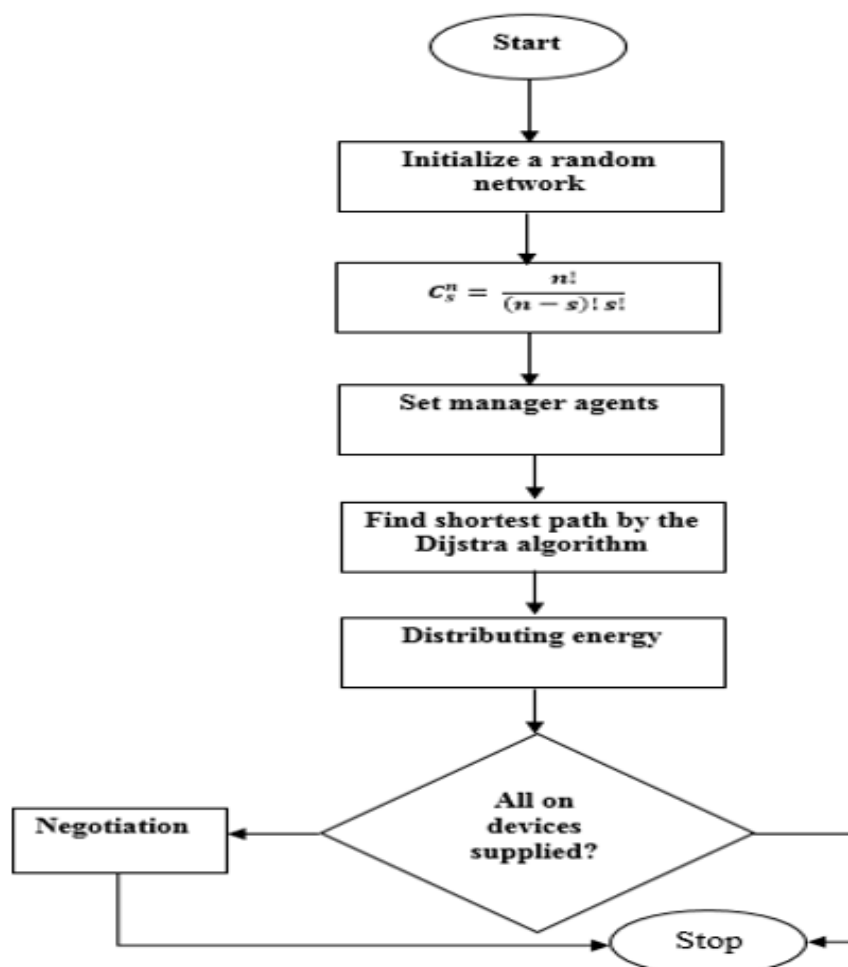 Start
Initialize a random
network
C_s^n = n! / (n − s)! s!
Set manager agents
Find shortest path by the
Dijstra algorithm
Distributing energy
All on
devices
supplied?
Negotiation
Stop